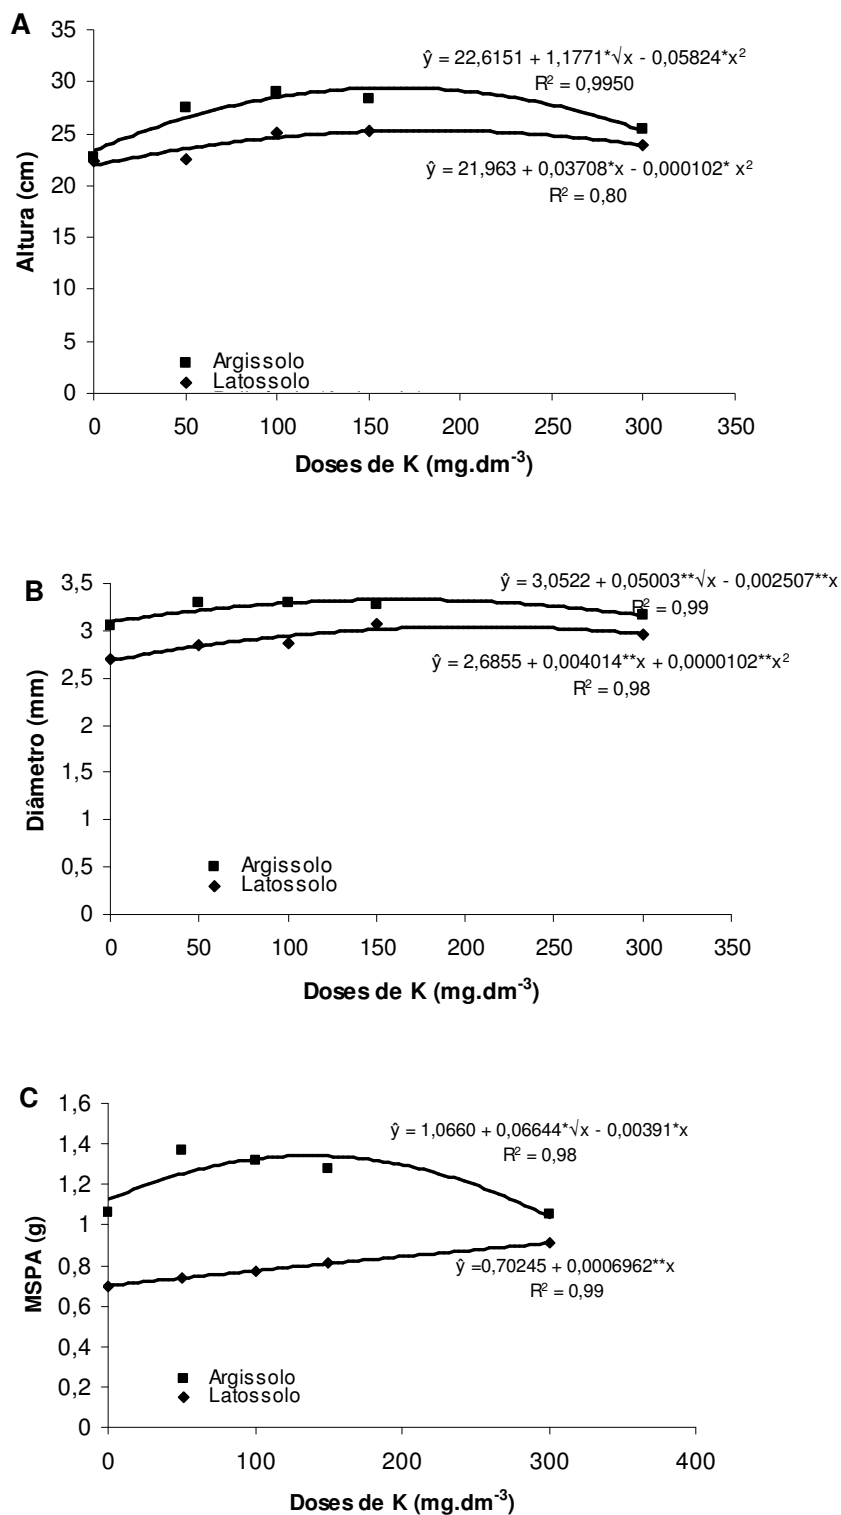 A
35
ŷ = 22,6151 + 1,1771*√x - 0,05824*x²
R² = 0,9950
30
25
ŷ = 21,963 + 0,03708*x - 0,000102* x²
R² = 0,80
20
15
10
5
0
Altura (cm)
Argissolo
Latossolo
0 50 100 150 200 250 300 350
Doses de K (mg.dm⁻³)
B
3,5
ŷ = 3,0522 + 0,05003**√x - 0,002507**x
R² = 0,99
3
ŷ = 2,6855 + 0,004014**x + 0,0000102**x²
R² = 0,98
2,5
2
1,5
1
0,5
0
Diâmetro (mm)
Argissolo
Latossolo
0 50 100 150 200 250 300 350
Doses de K (mg.dm⁻³)
C
1,6
ŷ = 1,0660 + 0,06644*√x - 0,00391*x
R² = 0,98
1,4
1,2
1
ŷ =0,70245 + 0,0006962**x
R² = 0,99
0,8
0,6
0,4
0,2
0
MSPA (g)
Argissolo
Latossolo
0 100 200 300 400
Doses de K (mg.dm⁻³)